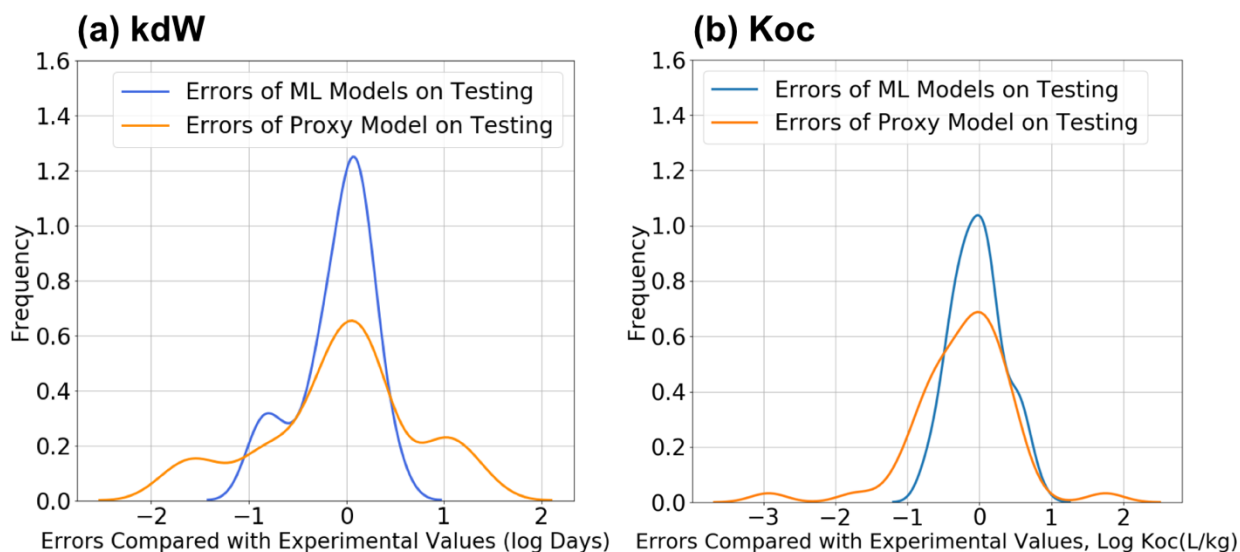 (a) kdW
1.6
1.4
1.2
1.0
0.8
0.6
0.4
0.2
0.0
Frequency
Errors of ML Models on Testing
Errors of Proxy Model on Testing
−2 −1 0 1 2
Errors Compared with Experimental Values (log Days)
(b) Koc
1.6
1.4
1.2
1.0
0.8
0.6
0.4
0.2
0.0
Frequency
Errors of ML Models on Testing
Errors of Proxy Model on Testing
−3 −2 −1 0 1 2
Errors Compared with Experimental Values, Log Koc(L/kg)